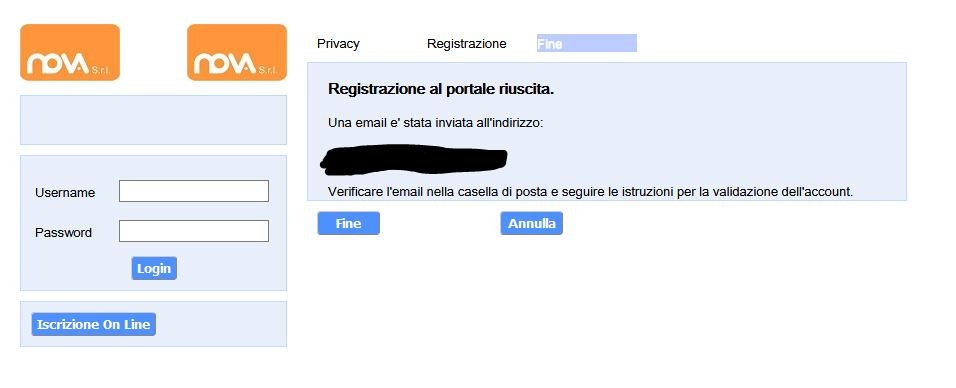 NOVA S.r.l.
NOVA S.r.l.
Privacy
Registrazione
Fine
Registrazione al portale riuscita.
Una email e' stata inviata all'indirizzo:
Verificare l'email nella casella di posta e seguire le istruzioni per la validazione dell'account.
Fine
Annulla
Username
Password
Login
Iscrizione On Line